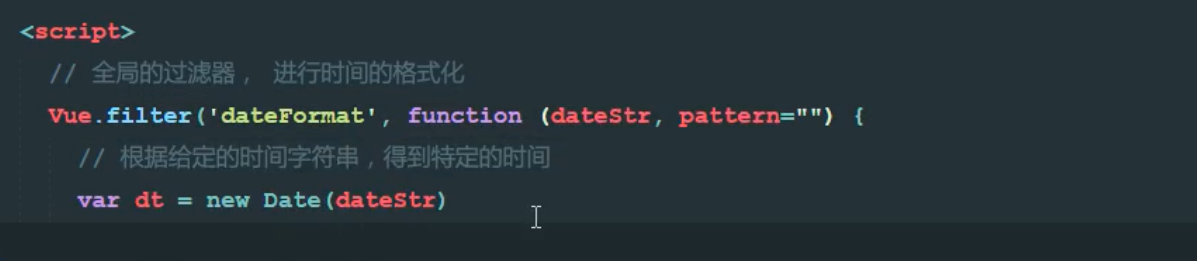 <script>
// 全局的过滤器， 进行时间的格式化
Vue.filter('dateFormat', function (dateStr, pattern="") {
// 根据给定的时间字符串，得到特定的时间
var dt = new Date(dateStr)